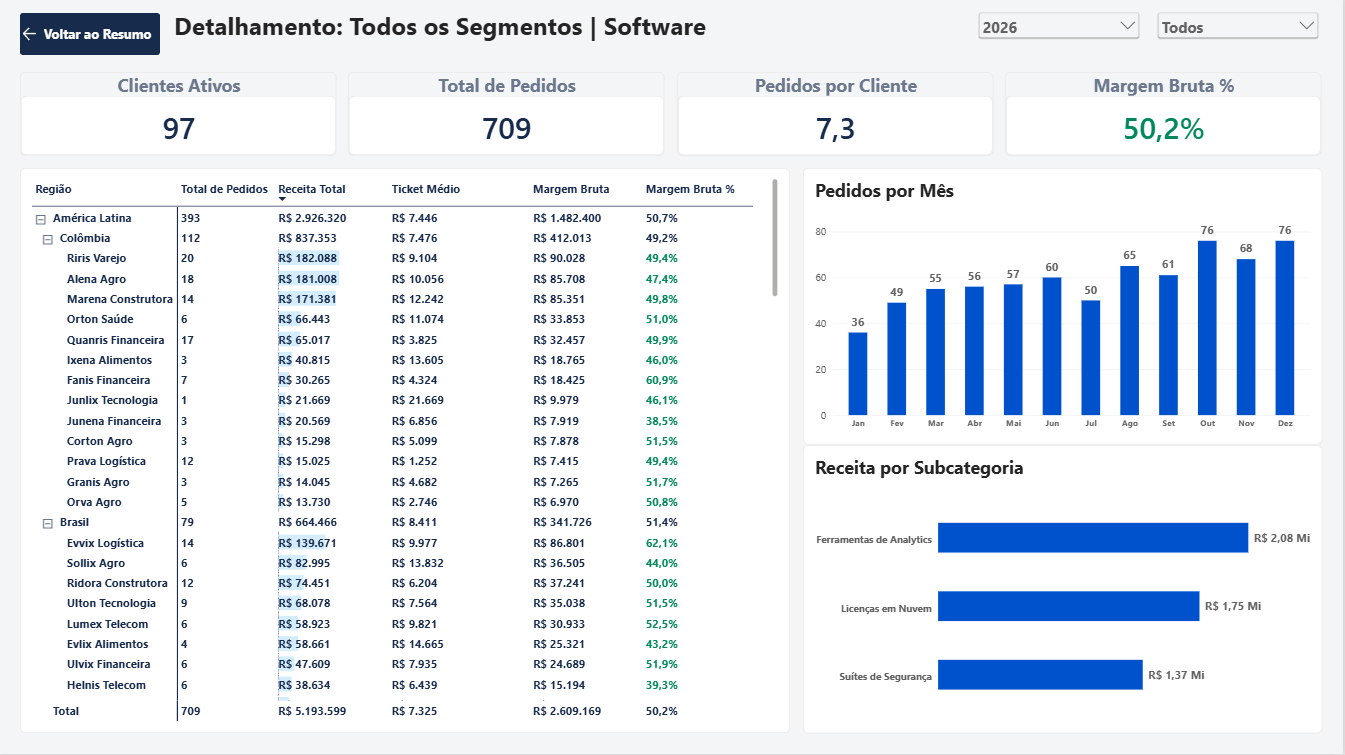 Voltar ao Resumo
Detalhamento: Todos os Segmentos | Software
2026
Todos
Clientes Ativos
97
Total de Pedidos
709
Pedidos por Cliente
7,3
Margem Bruta %
50,2%
Região Total de Pedidos Receita Total Ticket Médio Margem Bruta Margem Bruta %
América Latina 393 R$ 2.926.320 R$ 7.446 R$ 1.482.400 50,7%
Colômbia 112 R$ 837.353 R$ 7.476 R$ 412.013 49,2%
Riris Varejo 20 R$ 182.088 R$ 9.104 R$ 90.028 49,4%
Alena Agro 18 R$ 181.008 R$ 10.056 R$ 85.708 47,4%
Marena Construtora 14 R$ 171.381 R$ 12.242 R$ 85.351 49,8%
Orton Saúde 6 R$ 66.443 R$ 11.074 R$ 33.853 51,0%
Quanris Financeira 17 R$ 65.017 R$ 3.825 R$ 32.457 49,9%
Ixena Alimentos 3 R$ 40.815 R$ 13.605 R$ 18.765 46,0%
Fanis Financeira 7 R$ 30.265 R$ 4.324 R$ 18.425 60,9%
Junlix Tecnologia 1 R$ 21.669 R$ 21.669 R$ 9.979 46,1%
Junena Financeira 3 R$ 20.569 R$ 6.856 R$ 7.919 38,5%
Corton Agro 3 R$ 15.298 R$ 5.099 R$ 7.878 51,5%
Prava Logística 12 R$ 15.025 R$ 1.252 R$ 7.415 49,4%
Granis Agro 3 R$ 14.045 R$ 4.682 R$ 7.265 51,7%
Orva Agro 5 R$ 13.730 R$ 2.746 R$ 6.970 50,8%
Brasil 79 R$ 664.466 R$ 8.411 R$ 341.726 51,4%
Evvix Logística 14 R$ 139.671 R$ 9.977 R$ 86.801 62,1%
Sollix Agro 6 R$ 82.995 R$ 13.832 R$ 36.505 44,0%
Ridora Construtora 12 R$ 74.451 R$ 6.204 R$ 37.241 50,0%
Ulton Tecnologia 9 R$ 68.078 R$ 7.564 R$ 35.038 51,5%
Lumex Telecom 6 R$ 58.923 R$ 9.821 R$ 30.933 52,5%
Evlix Alimentos 4 R$ 58.661 R$ 14.665 R$ 25.321 43,2%
Ulvix Financeira 6 R$ 47.609 R$ 7.935 R$ 24.689 51,9%
Helnis Telecom 6 R$ 38.634 R$ 6.439 R$ 15.194 39,3%
Total 709 R$ 5.193.599 R$ 7.325 R$ 2.609.169 50,2%
Pedidos por Mês
80
60
40
20
0
36 49 55 56 57 60 50 65 61 76 68 76
Jan Fev Mar Abr Mai Jun Jul Ago Set Out Nov Dez
Receita por Subcategoria
Ferramentas de Analytics R$ 2,08 Mi
Licenças em Nuvem R$ 1,75 Mi
Suítes de Segurança R$ 1,37 Mi